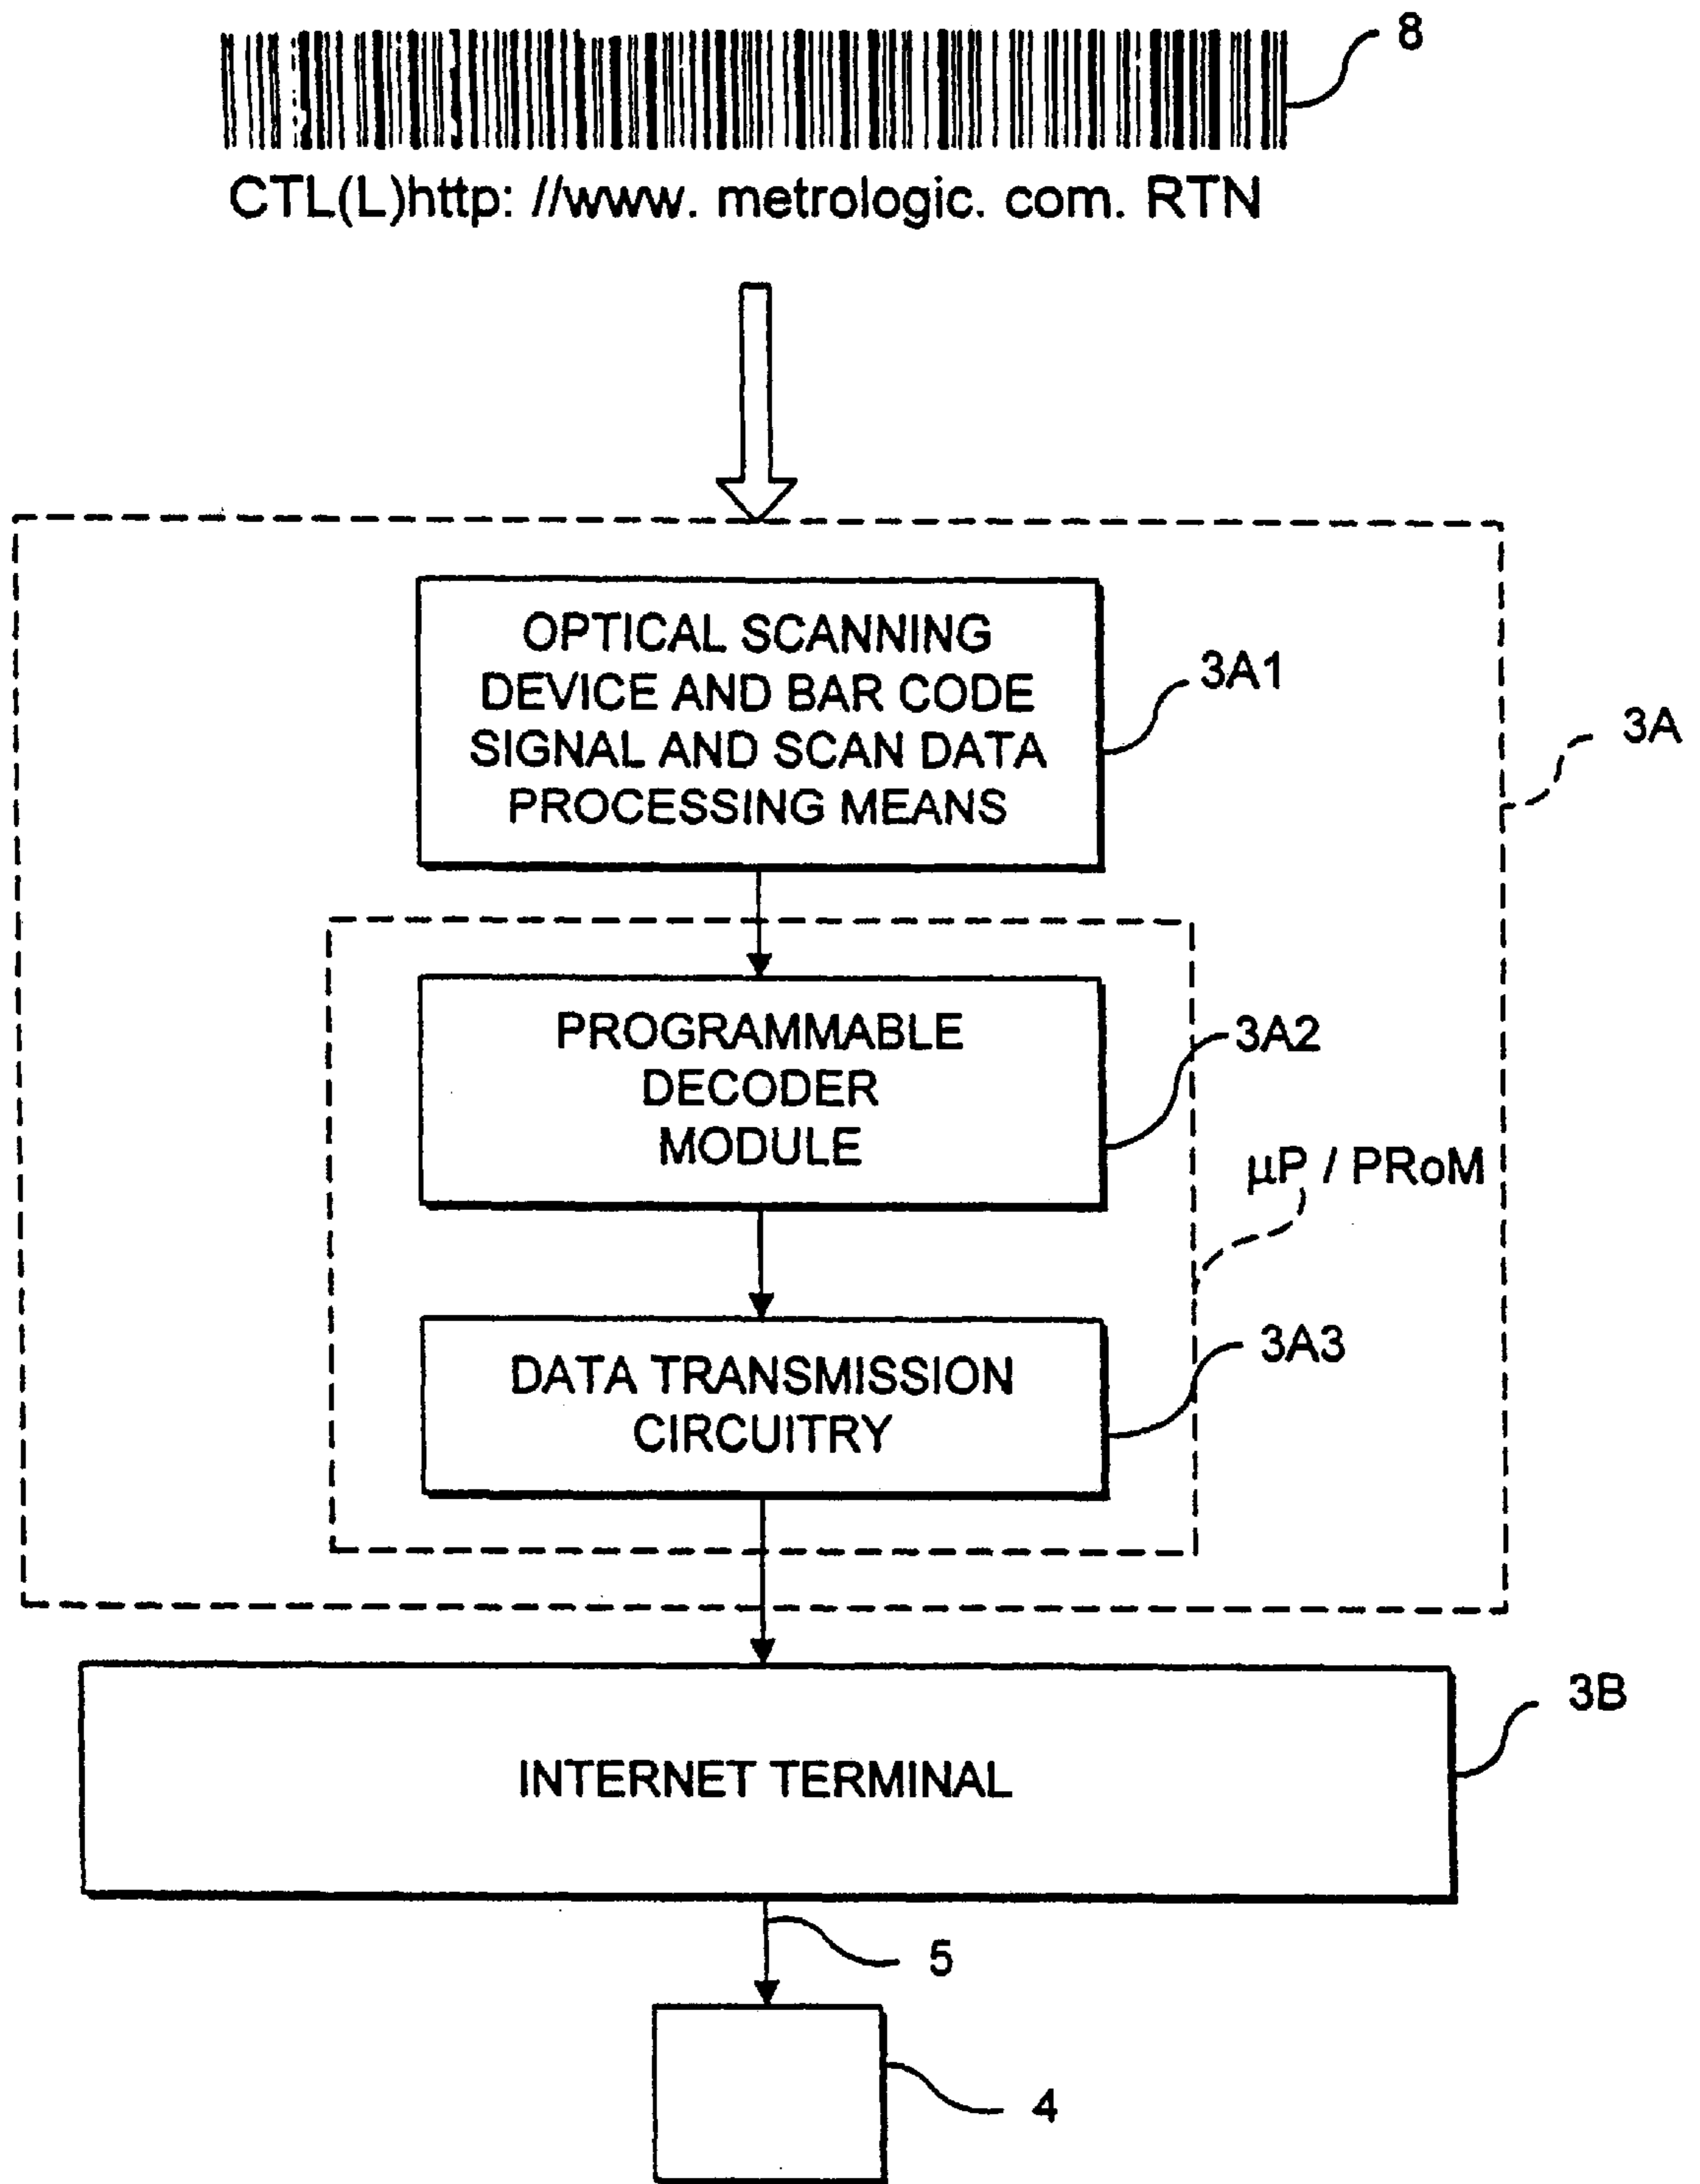 8
CTL(L)http: //www. metrologic. com. RTN
OPTICAL SCANNING
DEVICE AND BAR CODE
SIGNAL AND SCAN DATA
PROCESSING MEANS
3A1
3A
PROGRAMMABLE
DECODER
MODULE
3A2
µP / PRoM
DATA TRANSMISSION
CIRCUITRY
3A3
INTERNET TERMINAL
3B
5
4